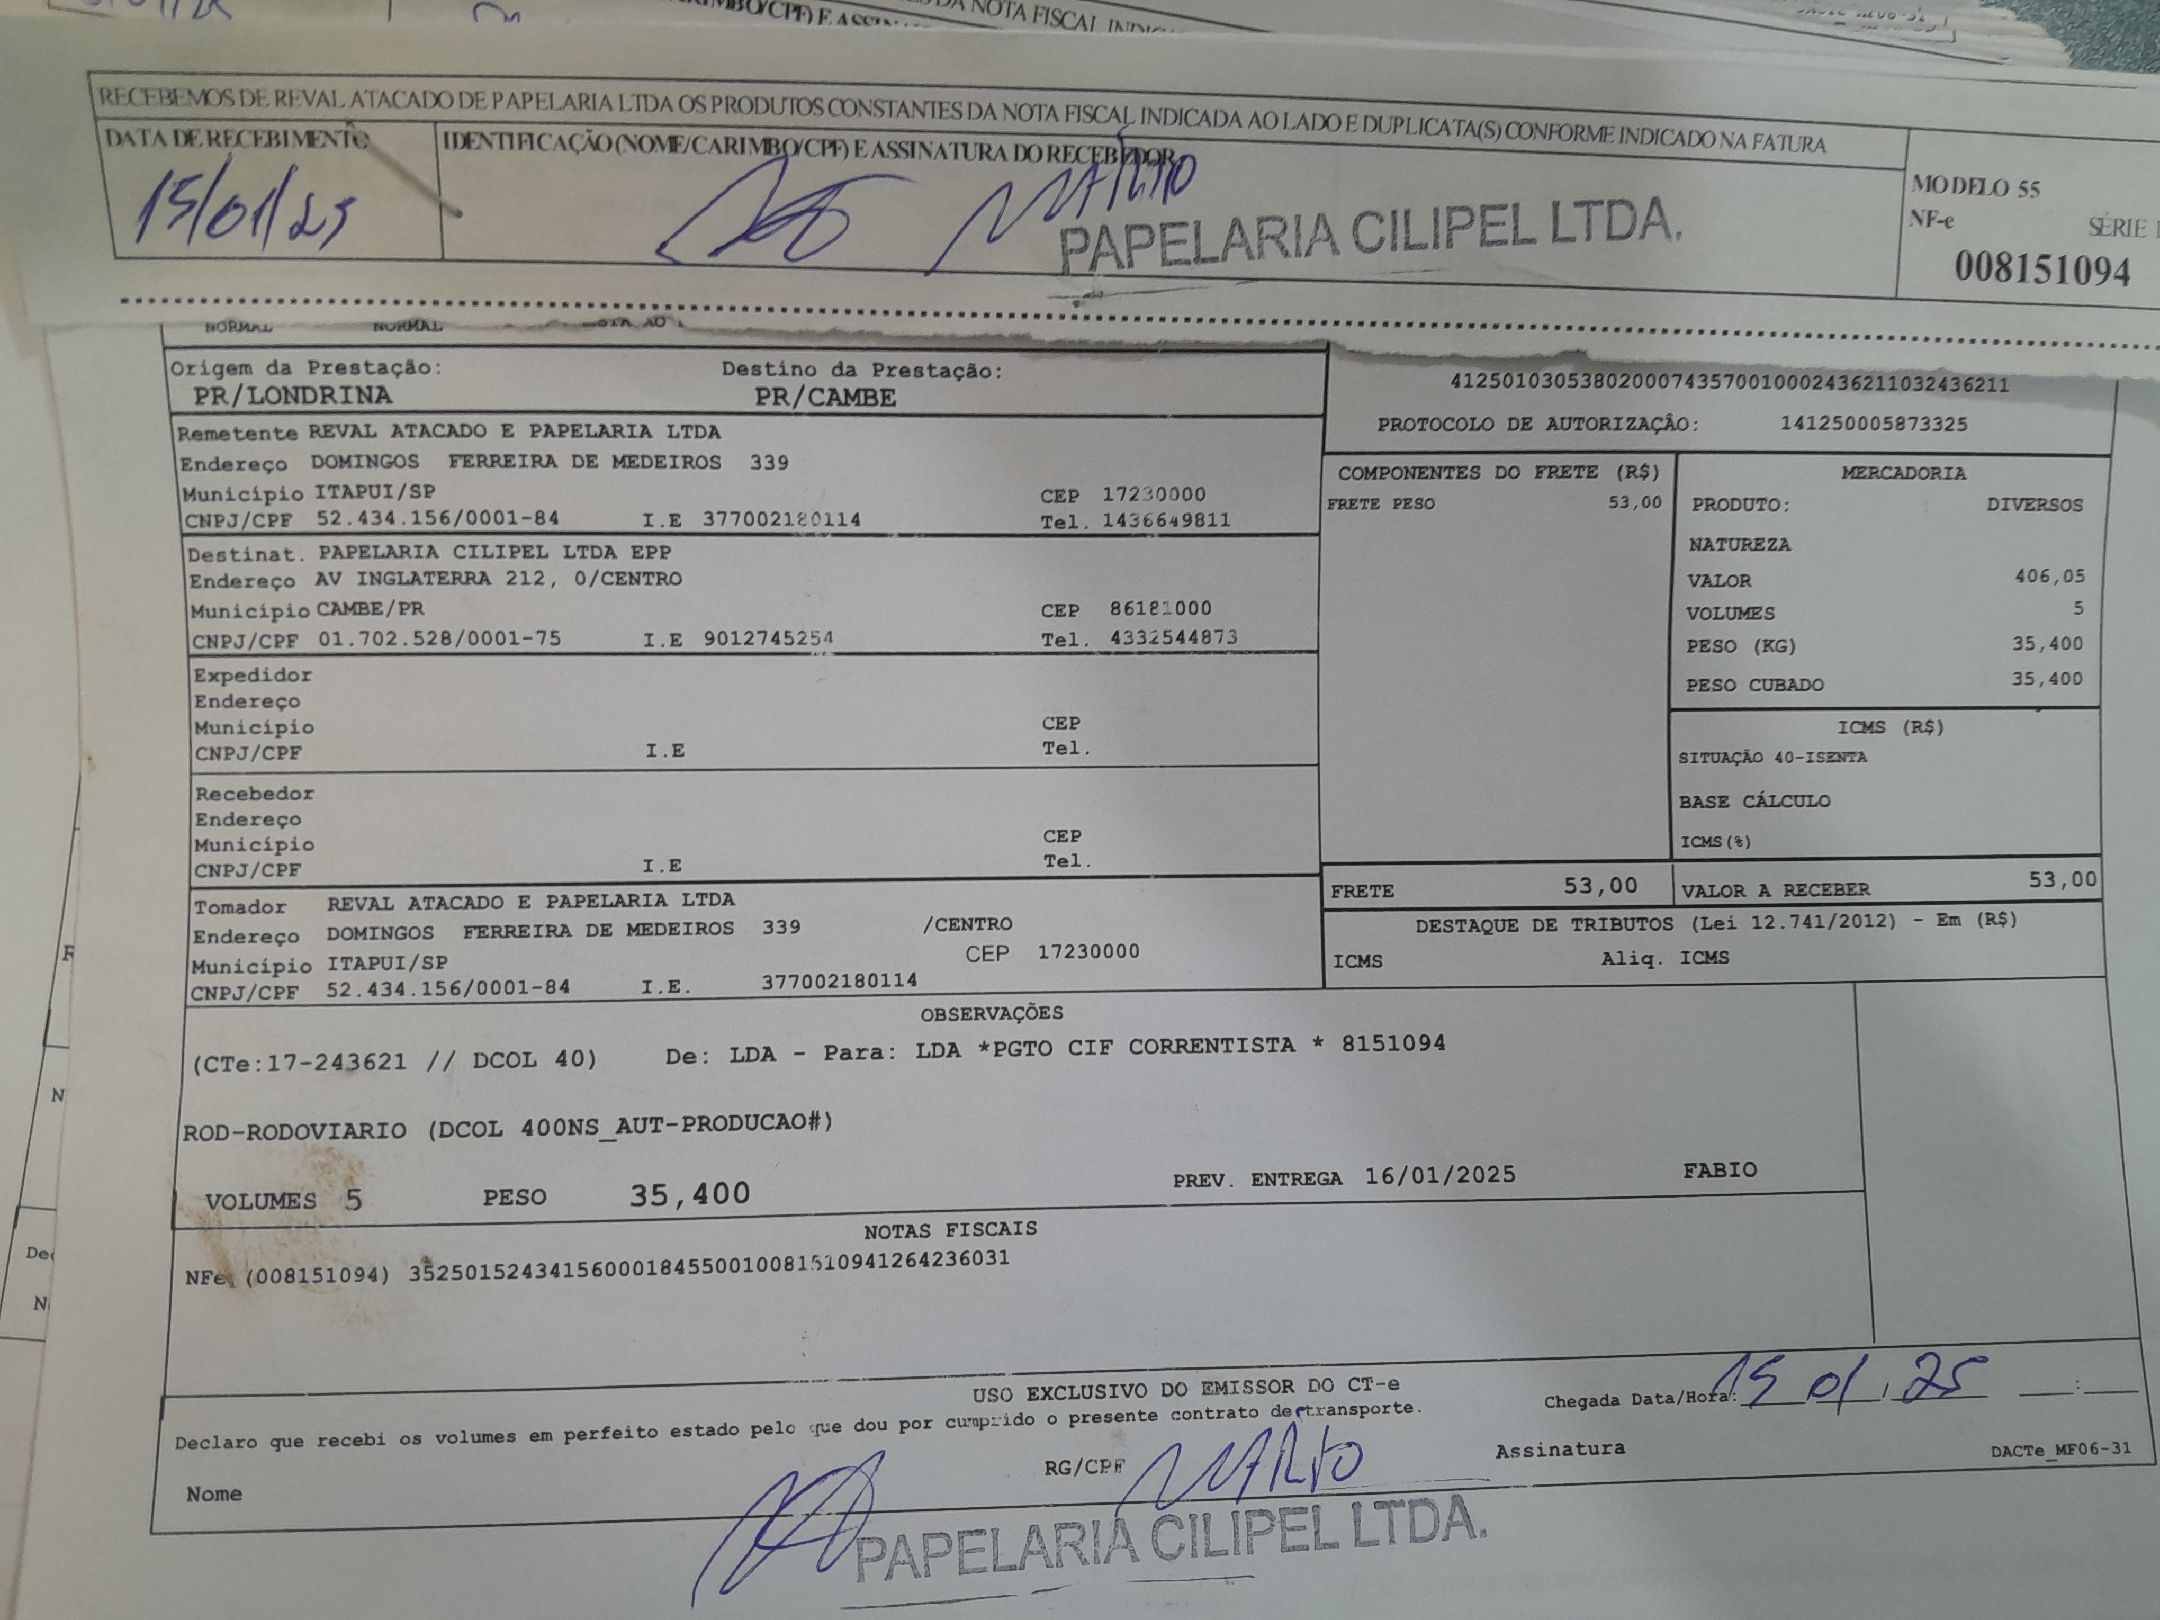 RECEBEMOS DE REVAL ATACADO DE PAPELARIA LTDA OS PRODUTOS CONSTANTES DA NOTA FISCAL INDICADA AO LADO E DUPLICATA(S) CONFORME INDICADO NA FATURA
DATA DE RECEBIMENTO
IDENTIFICAÇÃO (NOME/CARIMBO/CPF) E ASSINATURA DO RECEBEDOR
15/01/25
MÁRIO
PAPELARIA CILIPEL LTDA.
MODELO 55
NF-e
SÉRIE
008151094
NORMAL NORMAL
Origem da Prestação: Destino da Prestação:
PR/LONDRINA PR/CAMBE
41250103053802000743570010002436211032436211
PROTOCOLO DE AUTORIZAÇÂO: 141250005873325
Remetente REVAL ATACADO E PAPELARIA LTDA
Endereço DOMINGOS FERREIRA DE MEDEIROS 339
Município ITAPUI/SP CEP 17230000
CNPJ/CPF 52.434.156/0001-84 I.E 377002180114 Tel. 1436649811
Destinat. PAPELARIA CILIPEL LTDA EPP
Endereço AV INGLATERRA 212, 0/CENTRO
Município CAMBE/PR CEP 86181000
CNPJ/CPF 01.702.528/0001-75 I.E 9012745254 Tel. 4332544873
Expedidor
Endereço
Município CEP
CNPJ/CPF I.E Tel.
Recebedor
Endereço
Município CEP
CNPJ/CPF I.E Tel.
Tomador REVAL ATACADO E PAPELARIA LTDA
Endereço DOMINGOS FERREIRA DE MEDEIROS 339 /CENTRO
Município ITAPUI/SP CEP 17230000
CNPJ/CPF 52.434.156/0001-84 I.E. 377002180114
COMPONENTES DO FRETE (R$)
FRETE PESO 53,00
MERCADORIA
PRODUTO: DIVERSOS
NATUREZA
VALOR 406,05
VOLUMES 5
PESO (KG) 35,400
PESO CUBADO 35,400
ICMS (R$)
SITUAÇÃO 40-ISENTA
BASE CÁLCULO
ICMS(%)
FRETE 53,00 VALOR A RECEBER 53,00
DESTAQUE DE TRIBUTOS (Lei 12.741/2012) - Em (R$)
ICMS Aliq. ICMS
OBSERVAÇÕES
(CTe:17-243621 // DCOL 40) De: LDA - Para: LDA *PGTO CIF CORRENTISTA * 8151094
ROD-RODOVIARIO (DCOL 400NS_AUT-PRODUCAO#)
VOLUMES 5 PESO 35,400 PREV. ENTREGA 16/01/2025 FABIO
NOTAS FISCAIS
NFe (008151094) 35250152434156000184550010081510941264236031
USO EXCLUSIVO DO EMISSOR DO CT-e
Declaro que recebi os volumes em perfeito estado pelo que dou por cumprido o presente contrato de transporte.
Chegada Data/Hora: 15 01 / 25 :
Nome RG/CPF MÁRIO Assinatura DACTe_MF06-31
PAPELARIA CILIPEL LTDA.